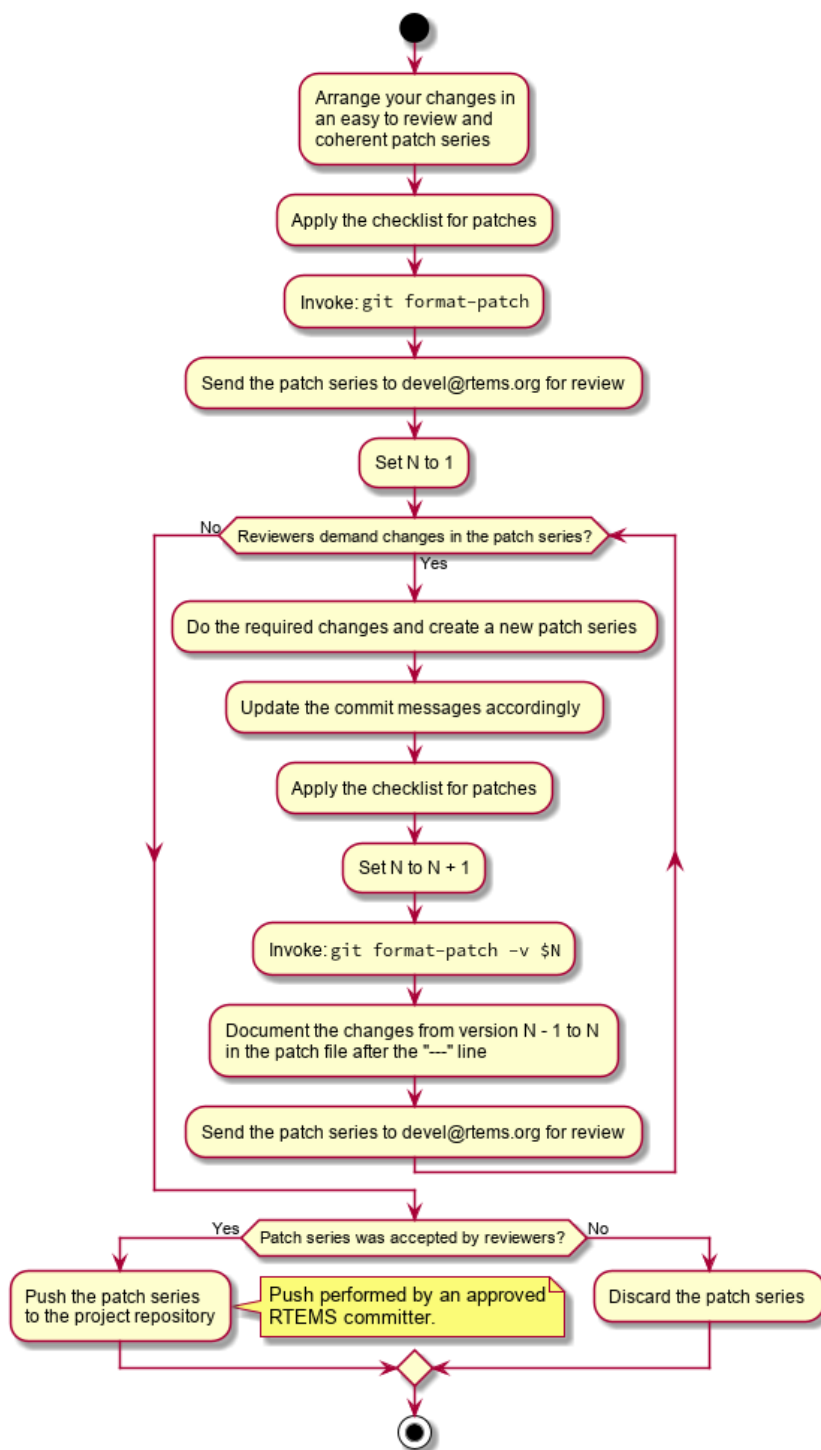 Arrange your changes in
an easy to review and
coherent patch series
Apply the checklist for patches
Invoke: git format-patch
Send the patch series to devel@rtems.org for review
Set N to 1
No
Reviewers demand changes in the patch series?
Yes
Do the required changes and create a new patch series
Update the commit messages accordingly
Apply the checklist for patches
Set N to N + 1
Invoke: git format-patch -v $N
Document the changes from version N - 1 to N
in the patch file after the "---" line
Send the patch series to devel@rtems.org for review
Yes
Patch series was accepted by reviewers?
No
Push the patch series
to the project repository
Push performed by an approved
RTEMS committer.
Discard the patch series